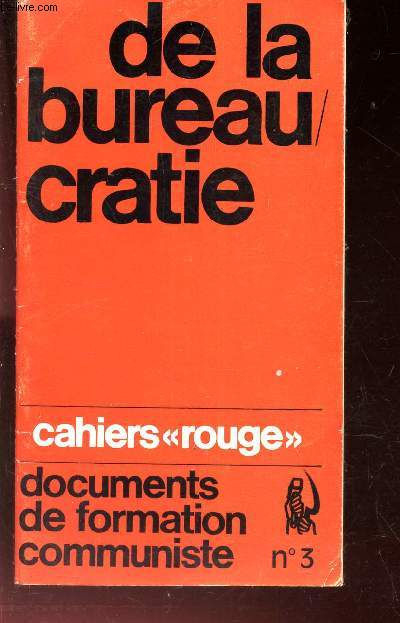 de la
bureau/
cratie
cahiers «rouge»
documents
de formation
communiste n° 3